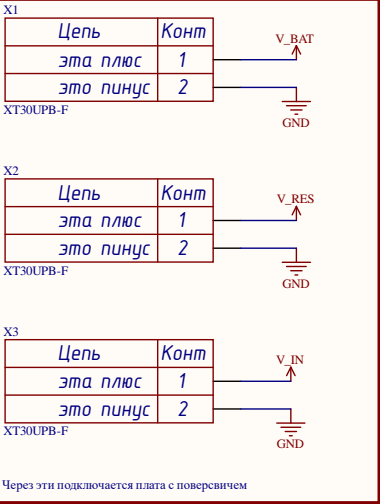 X1
Цепь Конт
эта плюс 1
это пинус 2
XT30UPB-F
V_BAT
GND
X2
Цепь Конт
эта плюс 1
это пинус 2
XT30UPB-F
V_RES
GND
X3
Цепь Конт
эта плюс 1
это пинус 2
XT30UPB-F
V_IN
GND
Через эти подключается плата с поверсвичем